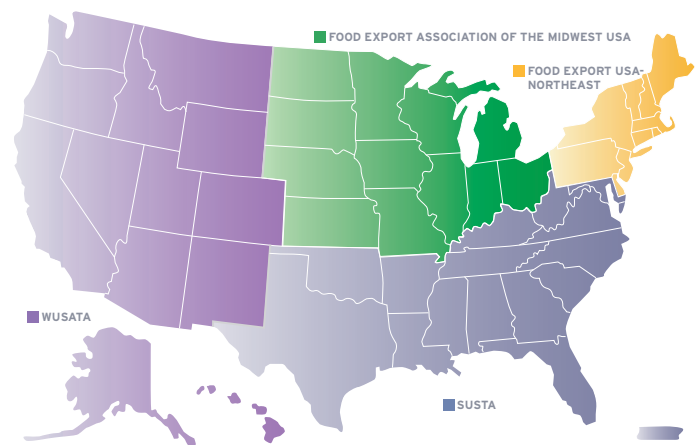 FOOD EXPORT ASSOCIATION OF THE MIDWEST USA
FOOD EXPORT USA-
NORTHEAST
WUSATA
SUSTA